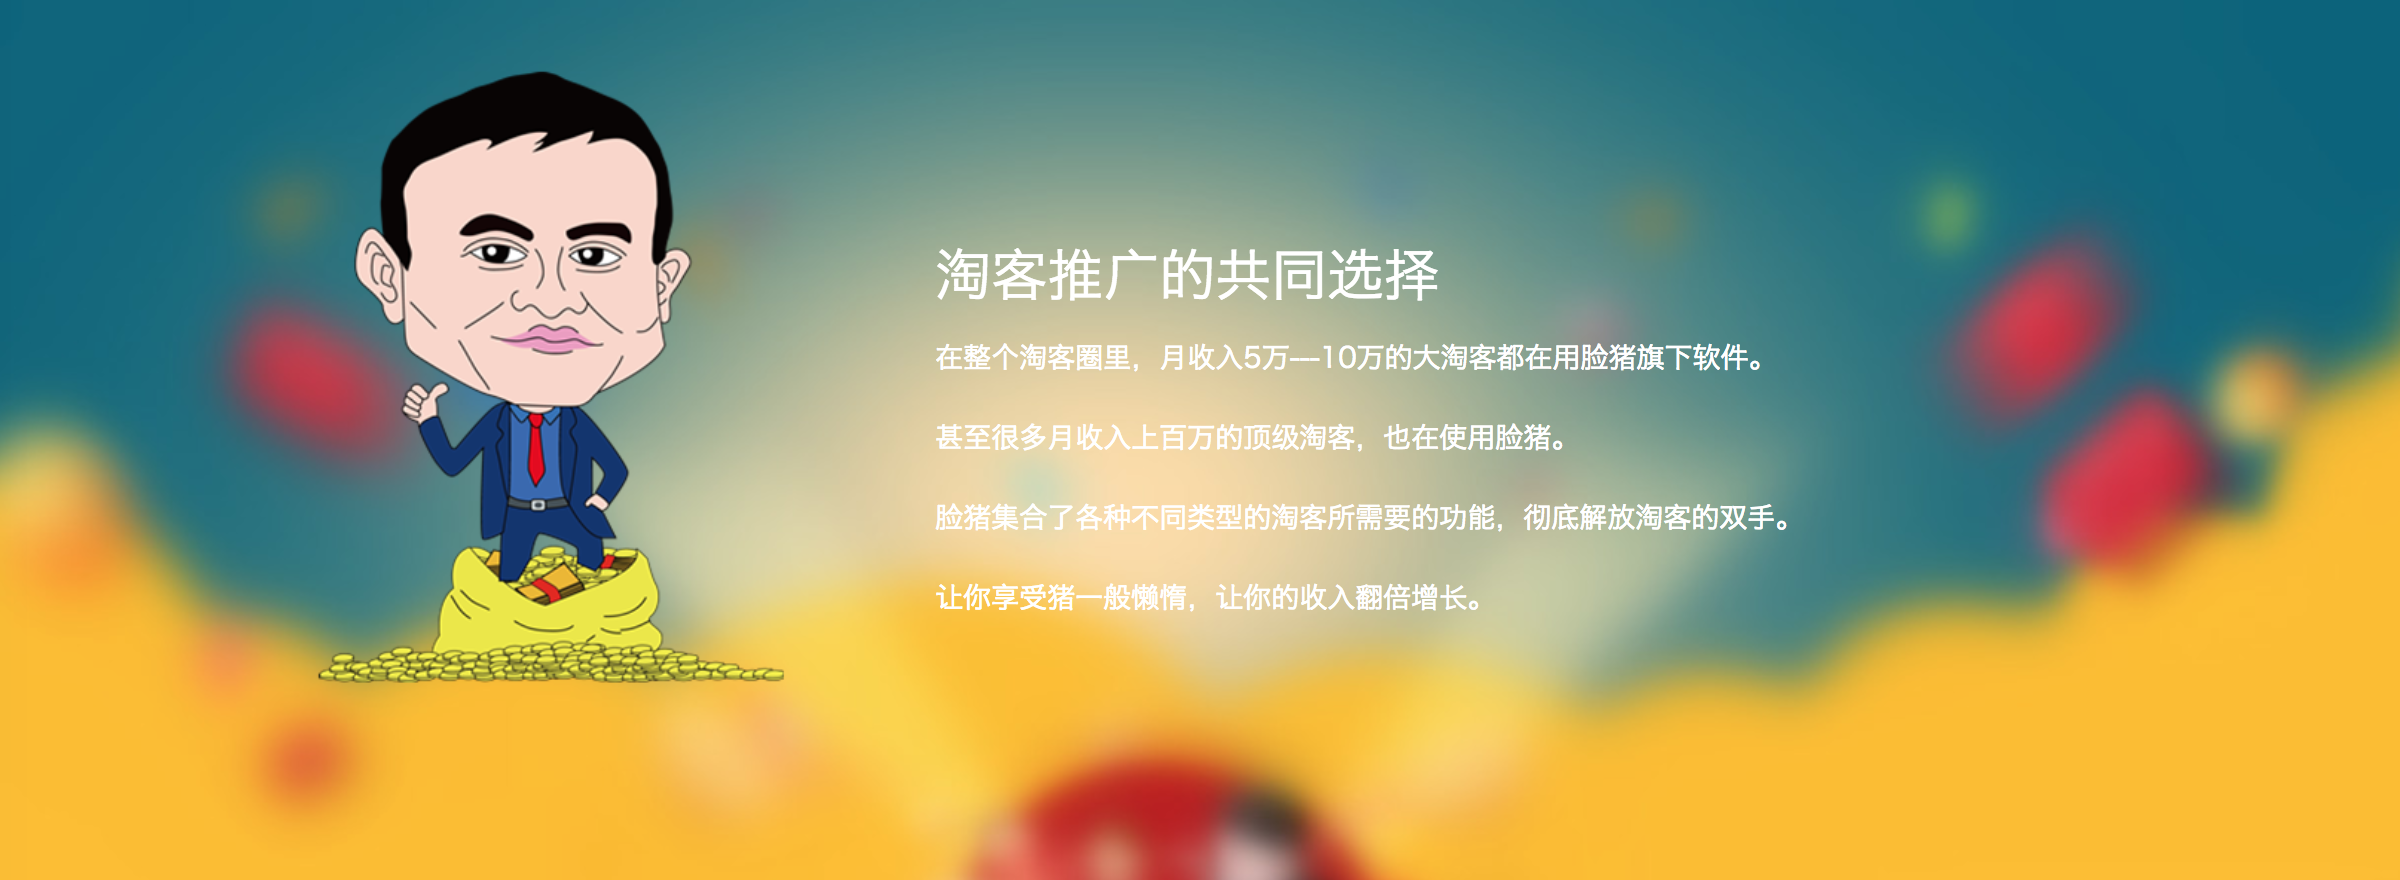 淘客推广的共同选择
在整个淘客圈里，月收入5万---10万的大淘客都在用脸猪旗下软件。
甚至很多月收入上百万的顶级淘客，也在使用脸猪。
脸猪集合了各种不同类型的淘客所需要的功能，彻底解放淘客的双手。
让你享受猪一般懒惰，让你的收入翻倍增长。